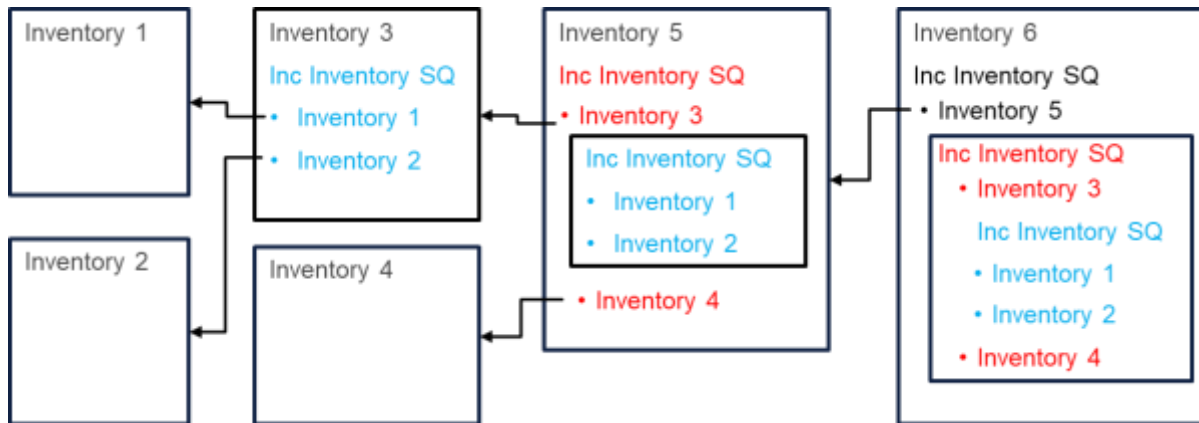 Inventory 1
Inventory 2
Inventory 3
Inc Inventory SQ
• Inventory 1
• Inventory 2
Inventory 4
Inventory 5
Inc Inventory SQ
• Inventory 3
Inc Inventory SQ
• Inventory 1
• Inventory 2
• Inventory 4
Inventory 6
Inc Inventory SQ
• Inventory 5
Inc Inventory SQ
• Inventory 3
Inc Inventory SQ
• Inventory 1
• Inventory 2
• Inventory 4